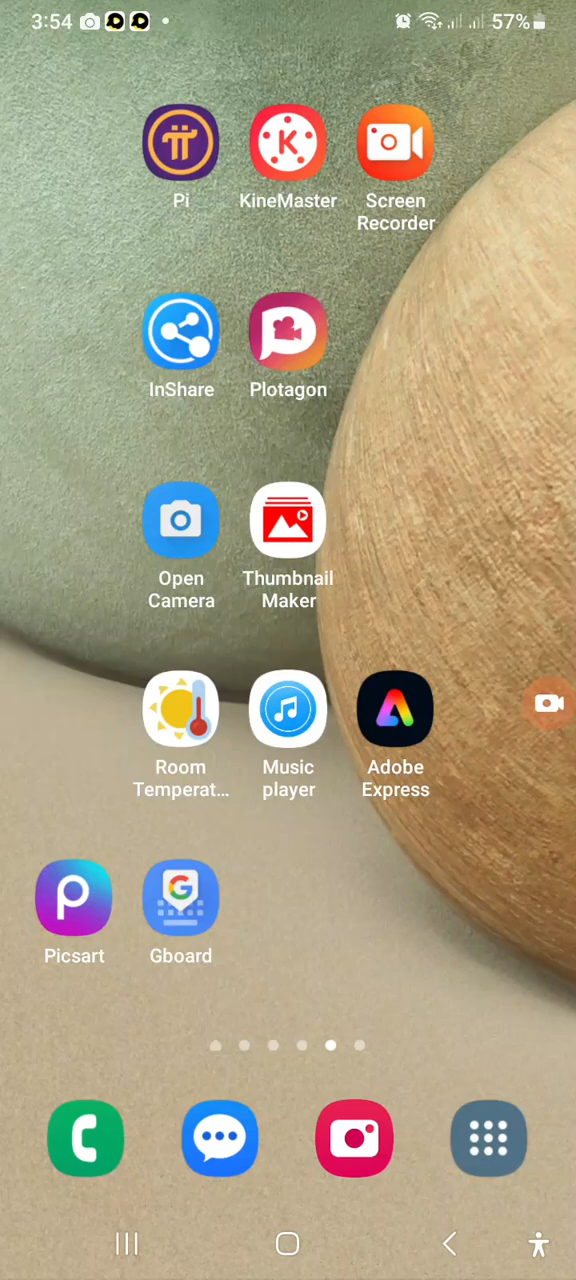 3:54 57%
Pi KineMaster Screen
Recorder
InShare Plotagon
Open Thumbnail
Camera Maker
Room Music Adobe
Temperat... player Express
Picsart Gboard